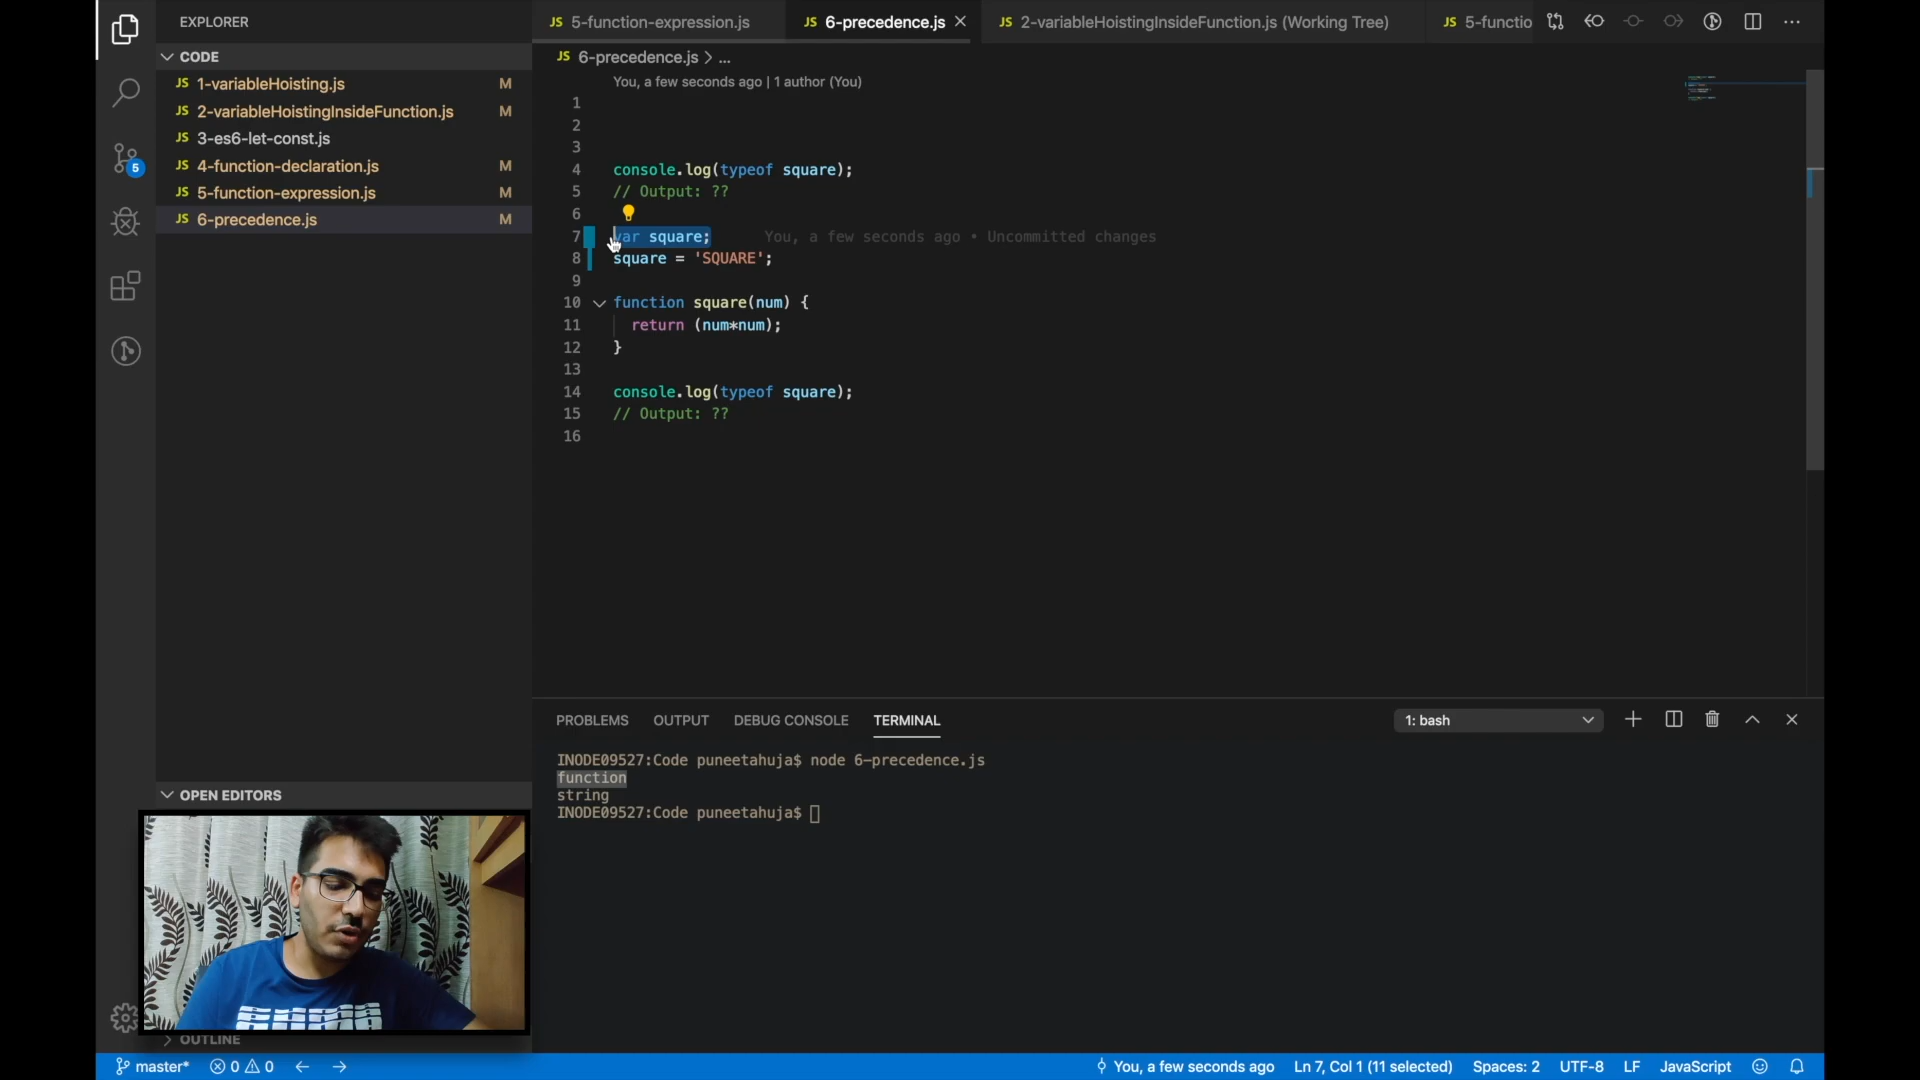 EXPLORER
CODE
JS 1-variableHoisting.js M
JS 2-variableHoistingInsideFunction.js M
JS 3-es6-let-const.js
JS 4-function-declaration.js M
JS 5-function-expression.js M
JS 6-precedence.js M
5
OPEN EDITORS
OUTLINE
JS 5-function-expression.js
JS 6-precedence.js
JS 2-variableHoistingInsideFunction.js (Working Tree)
JS 5-functio
JS 6-precedence.js > ...
You, a few seconds ago | 1 author (You)
1
2
3
4 console.log(typeof square);
5 // Output: ??
6
7 var square; You, a few seconds ago • Uncommitted changes
8 square = 'SQUARE';
9
10 function square(num) {
11 return (num*num);
12 }
13
14 console.log(typeof square);
15 // Output: ??
16
PROBLEMS OUTPUT DEBUG CONSOLE TERMINAL
1: bash
INODE09527:Code puneetahuja$ node 6-precedence.js
function
string
INODE09527:Code puneetahuja$
master* 0 0
You, a few seconds ago Ln 7, Col 1 (11 selected) Spaces: 2 UTF-8 LF JavaScript